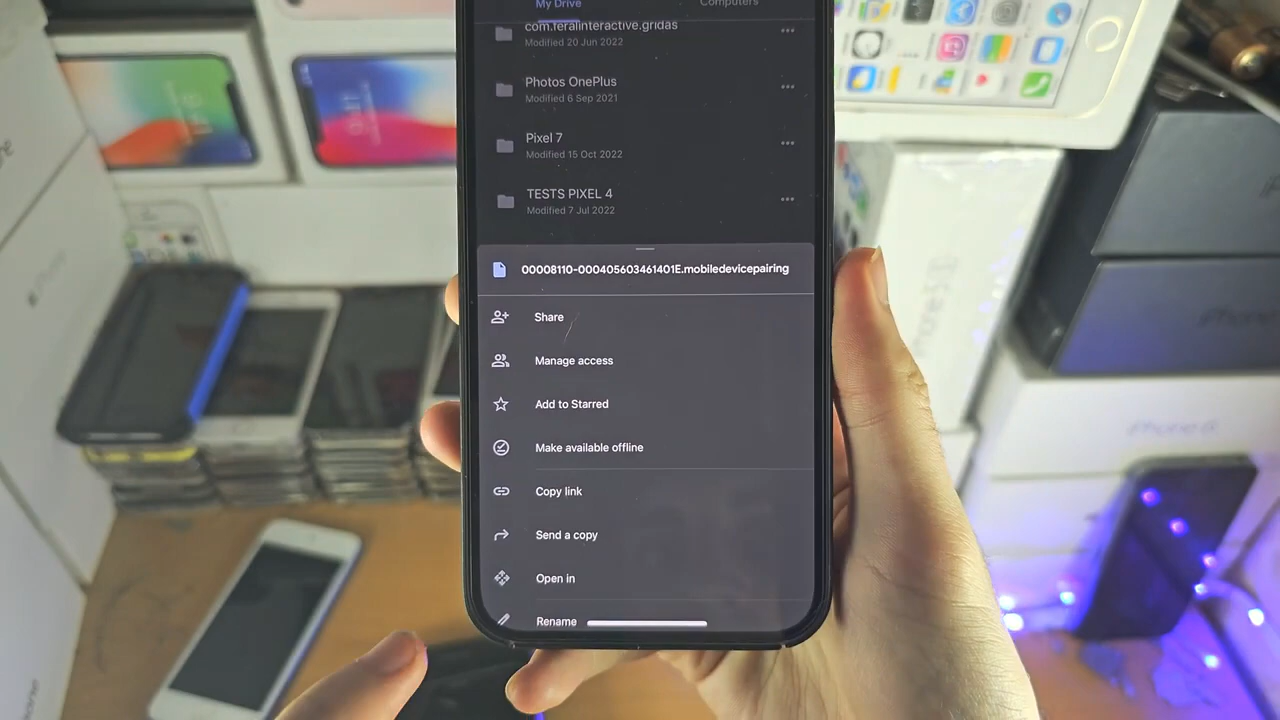 My Drive
Computers
com.feralinteractive.gridas
Modified 20 Jun 2022
Photos OnePlus
Modified 6 Sep 2021
Pixel 7
Modified 15 Oct 2022
TESTS PIXEL 4
Modified 7 Jul 2022
00008110-000405603461401E.mobiledevicepairing
Share
Manage access
Add to Starred
Make available offline
Copy link
Send a copy
Open in
Rename